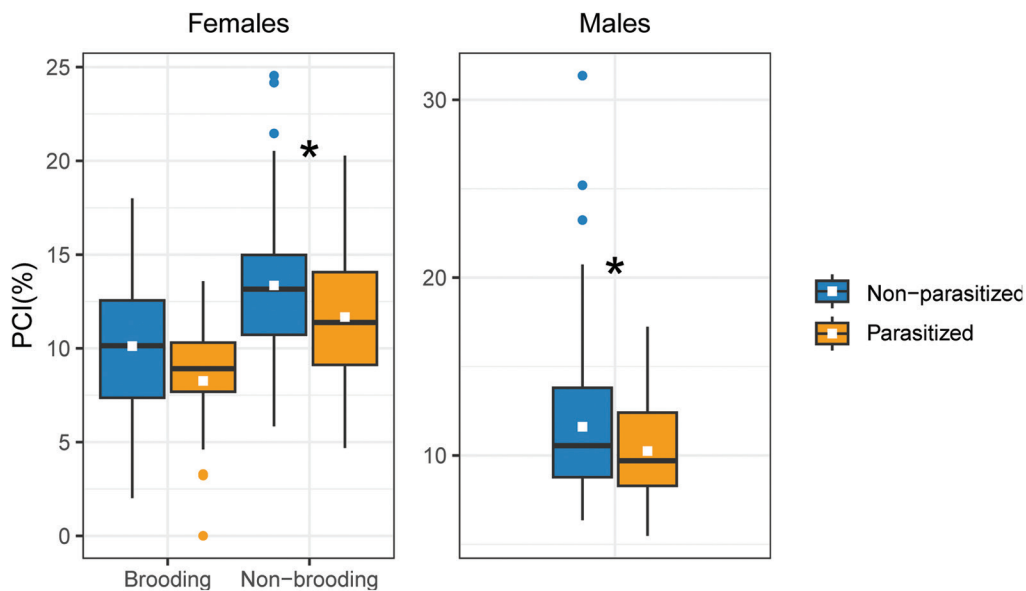 Females
Males
PCI(%)
25
20
15
10
5
0
*
Brooding
Non−brooding
30
20
10
*
Non−parasitized
Parasitized